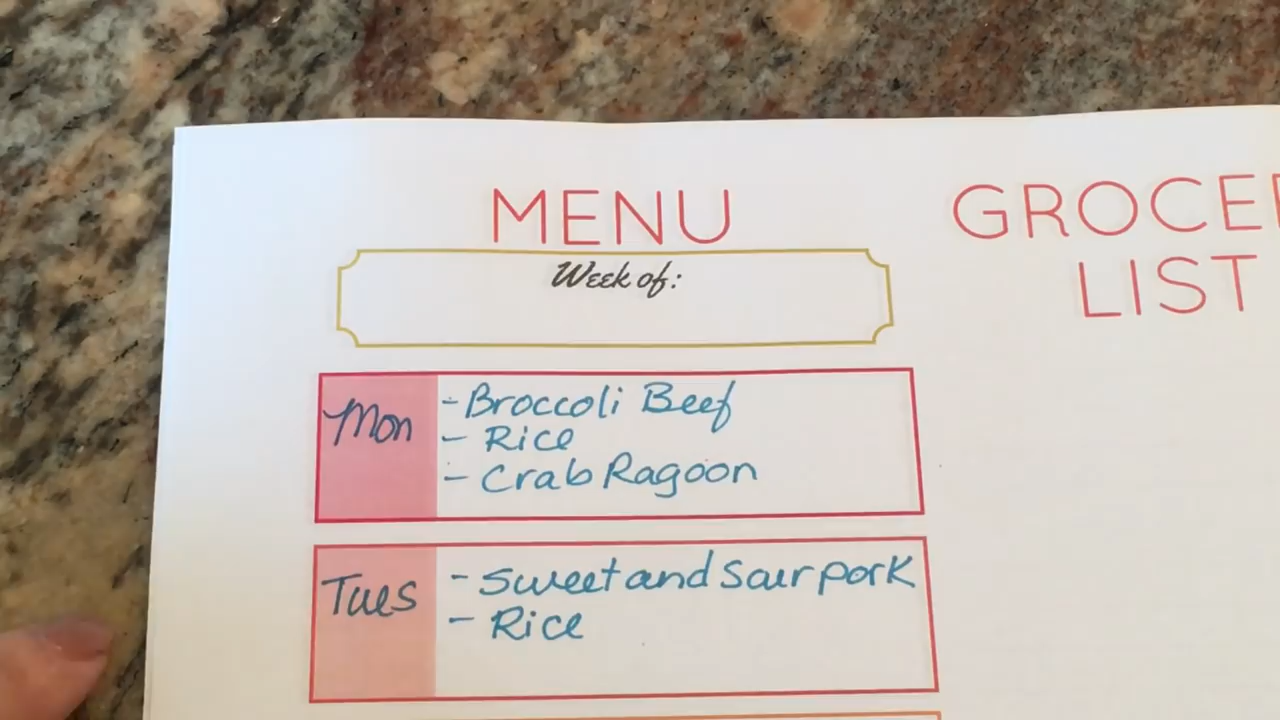 MENU
Week of:
Mon
-Broccoli Beef
- Rice
- Crab Ragoon
Tues
- Sweet and Sour pork
- Rice
GROCE
LIST